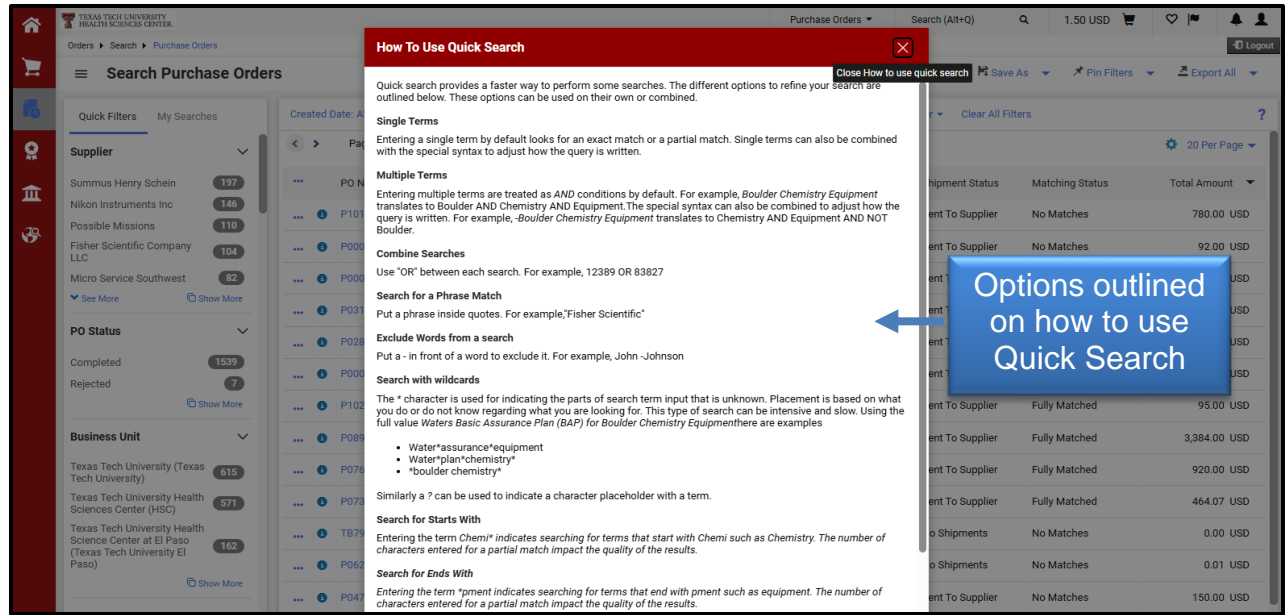 TEXAS TECH UNIVERSITY
HEALTH SCIENCES CENTER.
Purchase Orders
Search (Alt+Q)
1.50 USD
Orders Search Purchase Orders
Logout
Search Purchase Orders
Save As
Pin Filters
Export All
How To Use Quick Search
Close How to use quick search
Quick search provides a faster way to perform some searches. The different options to refine your search are
outlined below. These options can be used on their own or combined.
Single Terms
Entering a single term by default looks for an exact match or a partial match. Single terms can also be combined
with the special syntax to adjust how the query is written.
Multiple Terms
Entering multiple terms are treated as AND conditions by default. For example, Boulder Chemistry Equipment
translates to Boulder AND Chemistry AND Equipment.The special syntax can also be combined to adjust how the
query is written. For example, -Boulder Chemistry Equipment translates to Chemistry AND Equipment AND NOT
Boulder.
Combine Searches
Use "OR" between each search. For example, 12389 OR 83827
Search for a Phrase Match
Put a phrase inside quotes. For example,"Fisher Scientific"
Exclude Words from a search
Put a - in front of a word to exclude it. For example, John -Johnson
Search with wildcards
The * character is used for indicating the parts of search term input that is unknown. Placement is based on what
you do or do not know regarding what you are looking for. This type of search can be intensive and slow. Using the
full value Waters Basic Assurance Plan (BAP) for Boulder Chemistry Equipmenthere are examples
• Water*assurance*equipment
• Water*plan*chemistry*
• *boulder chemistry*
Similarly a ? can be used to indicate a character placeholder with a term.
Search for Starts With
Entering the term Chemi* indicates searching for terms that start with Chemi such as Chemistry. The number of
characters entered for a partial match impact the quality of the results.
Search for Ends With
Entering the term *pment indicates searching for terms that end with pment such as equipment. The number of
characters entered for a partial match impact the quality of the results.
Quick Filters My Searches
Supplier
Summus Henry Schein 197
Nikon Instruments Inc 146
Possible Missions 110
Fisher Scientific Company
LLC 104
Micro Service Southwest 82
See More Show More
PO Status
Completed 1539
Rejected 7
Show More
Business Unit
Texas Tech University (Texas
Tech University) 615
Texas Tech University Health
Sciences Center (HSC) 571
Texas Tech University Health
Science Center at El Paso
(Texas Tech University El
Paso) 162
Show More
Created Date: A
Clear All Filters
?
Pag
20 Per Page
PO N
hipment Status Matching Status Total Amount
P101 ent To Supplier No Matches 780.00 USD
P000 ent To Supplier No Matches 92.00 USD
P000 ent USD
P031 ent USD
P028 ent USD
P000 ent USD
P102 ent To Supplier Fully Matched 95.00 USD
P089 ent To Supplier Fully Matched 3,384.00 USD
P076 ent To Supplier Fully Matched 920.00 USD
P073 ent To Supplier Fully Matched 464.07 USD
TB79 o Shipments No Matches 0.00 USD
P062 o Shipments No Matches 0.01 USD
P047 ent To Supplier No Matches 150.00 USD
Options outlined
on how to use
Quick Search